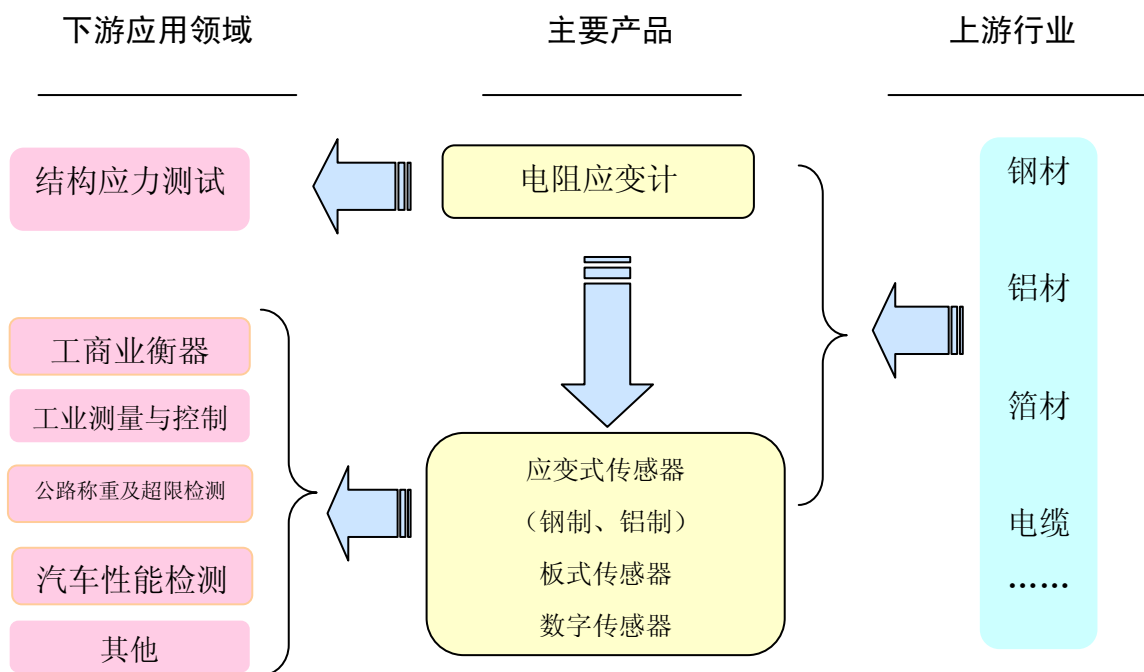 下游应用领域
主要产品
上游行业
结构应力测试
电阻应变计
钢材
铝材
箔材
电缆
……
工商业衡器
工业测量与控制
公路称重及超限检测
汽车性能检测
其他
应变式传感器
（钢制、铝制）
板式传感器
数字传感器